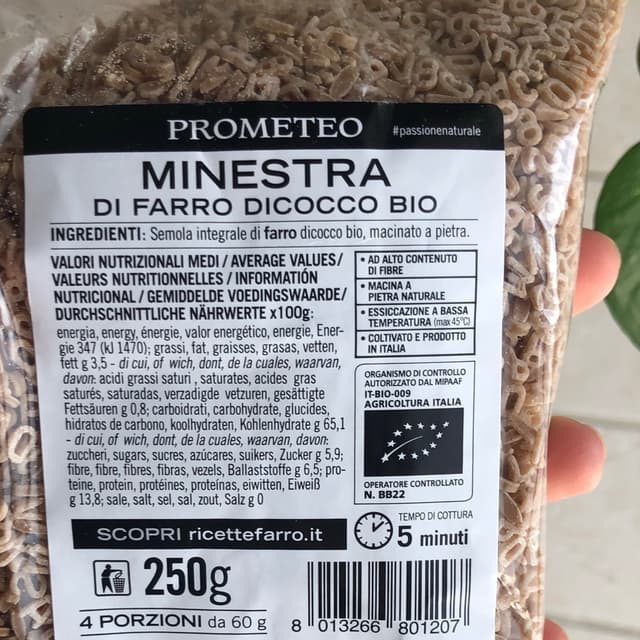 PROMETEO #passionenaturale
MINESTRA
DI FARRO DICOCCO BIO
INGREDIENTI: Semola integrale di farro dicocco bio, macinato a pietra.
VALORI NUTRIZIONALI MEDI / AVERAGE VALUES/
VALEURS NUTRITIONNELLES / INFORMATIÓN
NUTRICIONAL / GEMIDDELDE VOEDINGSWAARDE/
DURCHSCHNITTLICHE NÄHRWERTE x100g:
energia, energy, énergie, valor energético, energie, Ener-
gie 347 (kJ 1470); grassi, fat, graisses, grasas, vetten,
fett g 3,5 - di cui, of wich, dont, de la cuales, waarvan,
davon: acidi grassi saturi , saturates, acides gras
saturés, saturadas, verzadigde vetzuren, gesättigte
Fettsäuren g 0,8; carboidrati, carbohydrate, glucides,
hidratos de carbono, koolhydraten, Kohlenhydrate g 65,1
- di cui, of wich, dont, de la cuales, waarvan, davon:
zuccheri, sugars, sucres, azúcares, suikers, Zucker g 5,9;
fibre, fibre, fibres, fibras, vezels, Ballaststoffe g 6,5; pro-
teine, protein, protéines, proteínas, eiwitten, Eiweiß
g 13,8; sale, salt, sel, sal, zout, Salz g 0
• AD ALTO CONTENUTO
DI FIBRE
• MACINA A
PIETRA NATURALE
• ESSICCAZIONE A BASSA
TEMPERATURA (max 45°C)
• COLTIVATO E PRODOTTO
IN ITALIA
ORGANISMO DI CONTROLLO
AUTORIZZATO DAL MIPAAF
IT-BIO-009
AGRICOLTURA ITALIA
OPERATORE CONTROLLATO
N. BB22
SCOPRI ricettefarro.it
TEMPO DI COTTURA
5 minuti
250g
4 PORZIONI da 60 g
8 013266 801207